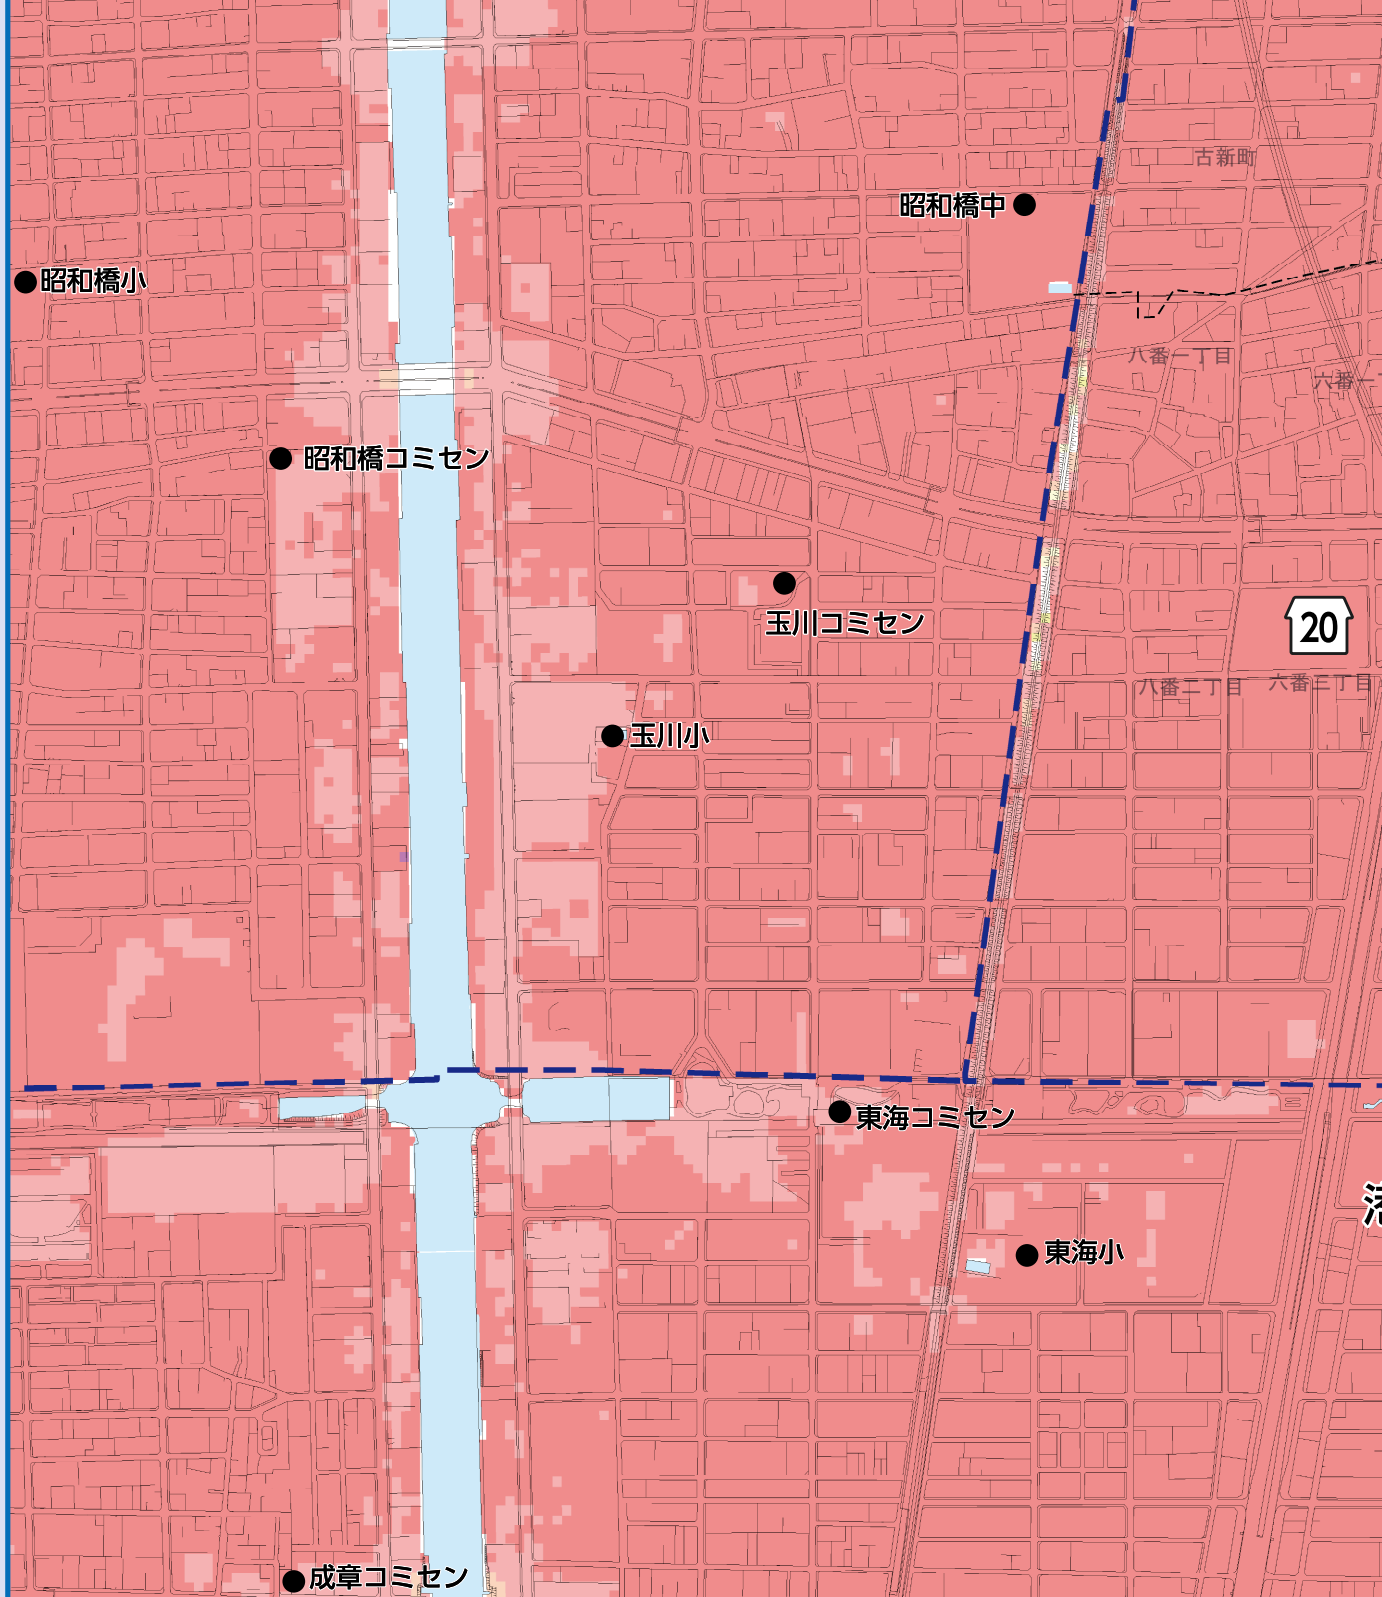 古新町
昭和橋中
昭和橋小
八番一丁目
六番一
昭和橋コミセン
玉川コミセン
20
八番二丁目
六番三丁目
玉川小
東海コミセン
港
東海小
成章コミセン